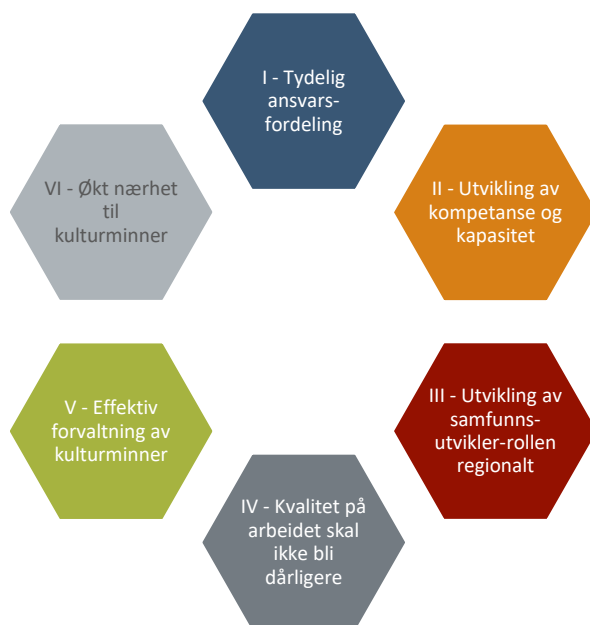 I - Tydelig
ansvars-
fordeling
II - Utvikling av
kompetanse og
kapasitet
III - Utvikling av
samfunns-
utvikler-rollen
regionalt
IV - Kvalitet på
arbeidet skal
ikke bli
dårligere
V - Effektiv
forvaltning av
kulturminner
VI - Økt nærhet
til
kulturminner